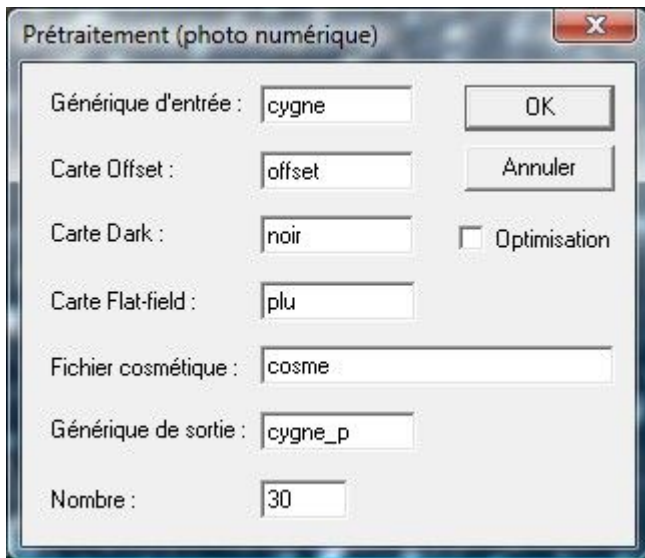 Prétraitement (photo numérique)
Générique d'entrée : cygne OK
Carte Offset : offset Annuler
Carte Dark : noir Optimisation
Carte Flat-field : plu
Fichier cosmétique : cosme
Générique de sortie : cygne_p
Nombre : 30